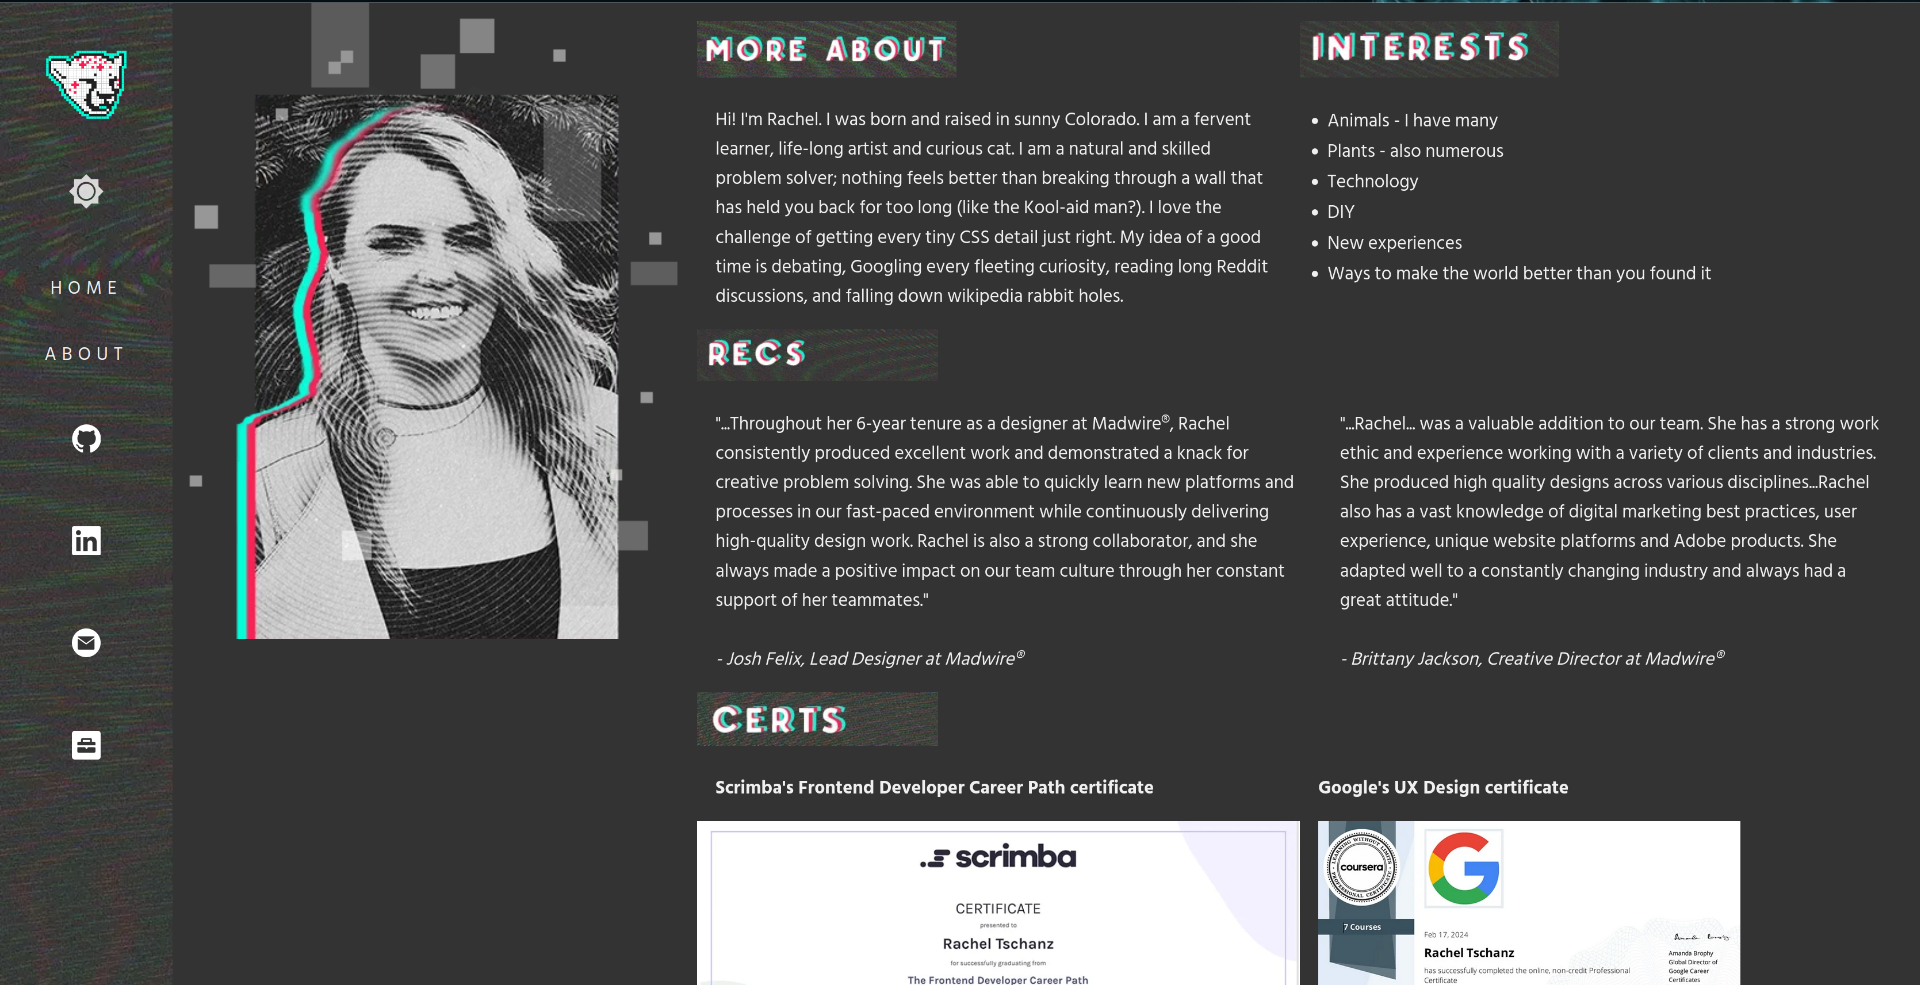 HOME
ABOUT
MORE ABOUT
Hi! I'm Rachel. I was born and raised in sunny Colorado. I am a fervent
learner, life-long artist and curious cat. I am a natural and skilled
problem solver; nothing feels better than breaking through a wall that
has held you back for too long (like the Kool-aid man?). I love the
challenge of getting every tiny CSS detail just right. My idea of a good
time is debating, Googling every fleeting curiosity, reading long Reddit
discussions, and falling down wikipedia rabbit holes.
INTERESTS
• Animals - I have many
• Plants - also numerous
• Technology
• DIY
• New experiences
• Ways to make the world better than you found it
RECS
"...Throughout her 6-year tenure as a designer at Madwire®, Rachel
consistently produced excellent work and demonstrated a knack for
creative problem solving. She was able to quickly learn new platforms and
processes in our fast-paced environment while continuously delivering
high-quality design work. Rachel is also a strong collaborator, and she
always made a positive impact on our team culture through her constant
support of her teammates."
- Josh Felix, Lead Designer at Madwire®
"...Rachel... was a valuable addition to our team. She has a strong work
ethic and experience working with a variety of clients and industries.
She produced high quality designs across various disciplines...Rachel
also has a vast knowledge of digital marketing best practices, user
experience, unique website platforms and Adobe products. She
adapted well to a constantly changing industry and always had a
great attitude."
- Brittany Jackson, Creative Director at Madwire®
CERTS
Scrimba's Frontend Developer Career Path certificate
scrimba
CERTIFICATE
presented to
Rachel Tschanz
for successfully graduating from
The Frontend Developer Career Path
Google's UX Design certificate
LEARNING WITHOUT LIMITS
coursera
PROFESSIONAL CERTIFICATE
7 Courses
G
Feb 17, 2024
Rachel Tschanz
has successfully completed the online, non-credit Professional
Certificate
Amanda Brophy
Global Director of
Google Career
Certificates